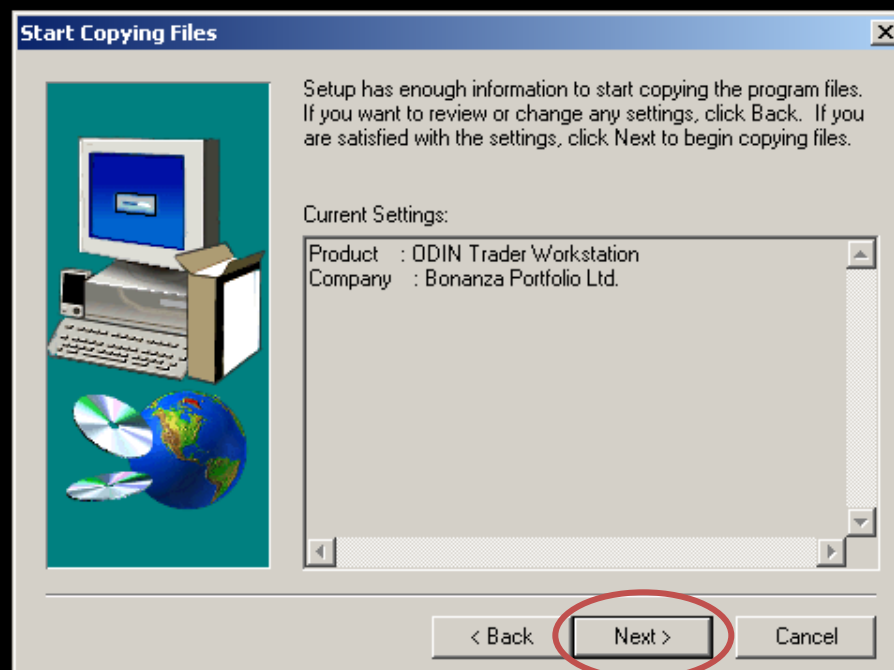 Start Copying Files
Setup has enough information to start copying the program files.
If you want to review or change any settings, click Back. If you
are satisfied with the settings, click Next to begin copying files.
Current Settings:
Product : ODIN Trader Workstation
Company : Bonanza Portfolio Ltd.
< Back Next > Cancel